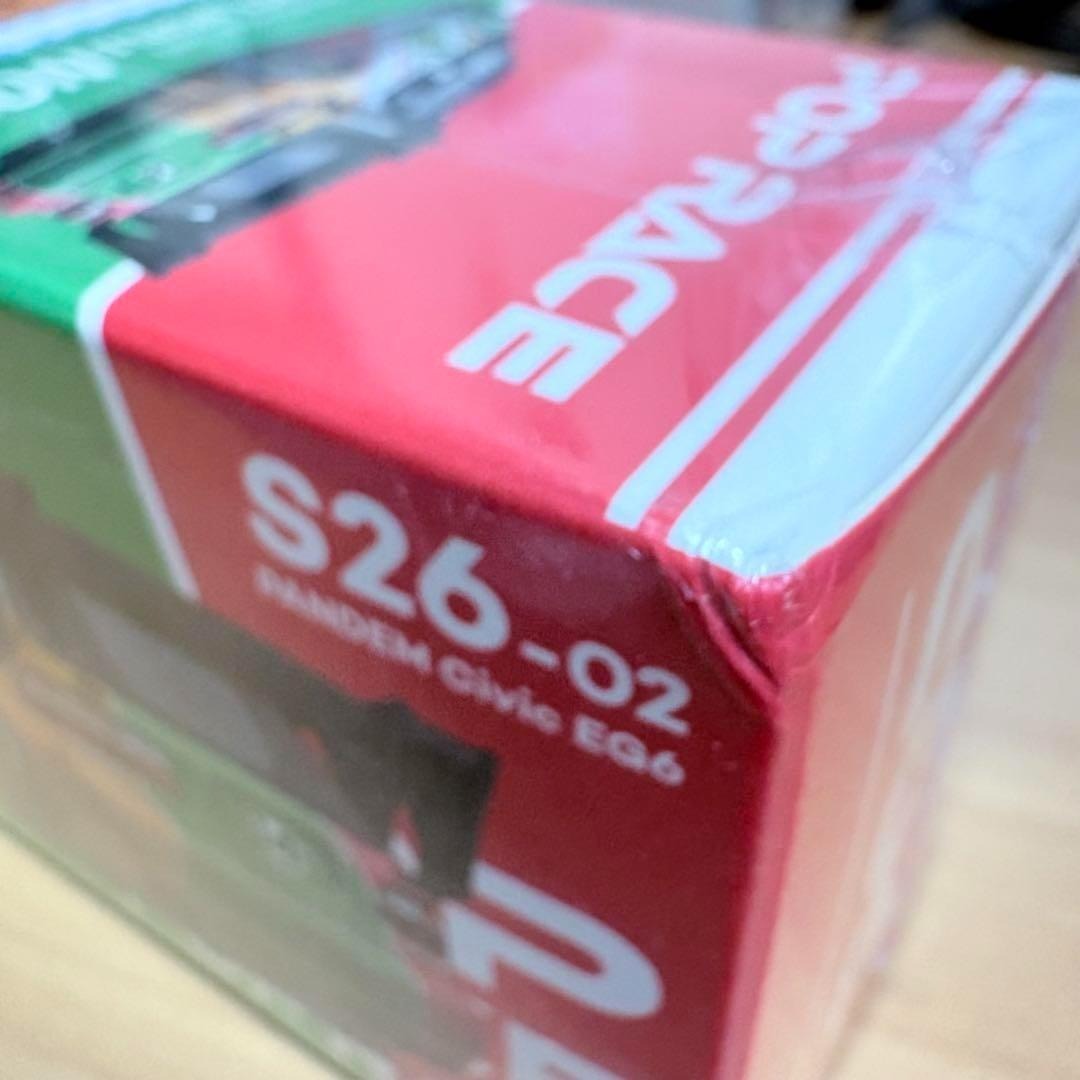 POP RACE
S26-02
PANDEM Civic EG6
P